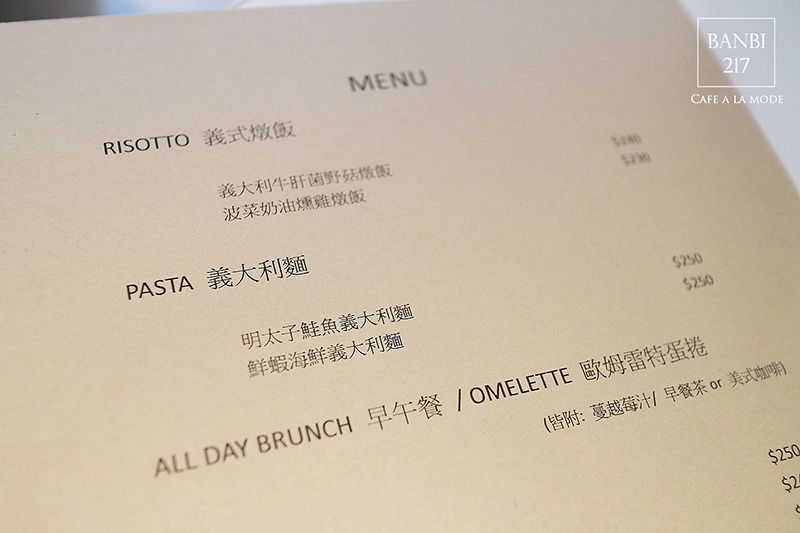 BANBI
217
CAFE A LA MODE
MENU
RISOTTO 義式燉飯
義大利牛肝菌野菇燉飯
波菜奶油燻雞燉飯 $230
PASTA 義大利麵
明太子鮭魚義大利麵 $250
鮮蝦海鮮義大利麵 $250
ALL DAY BRUNCH 早午餐 / OMELETTE 歐姆雷特蛋捲
(皆附: 蔓越莓汁/ 早餐茶 or 美式咖啡)
$250